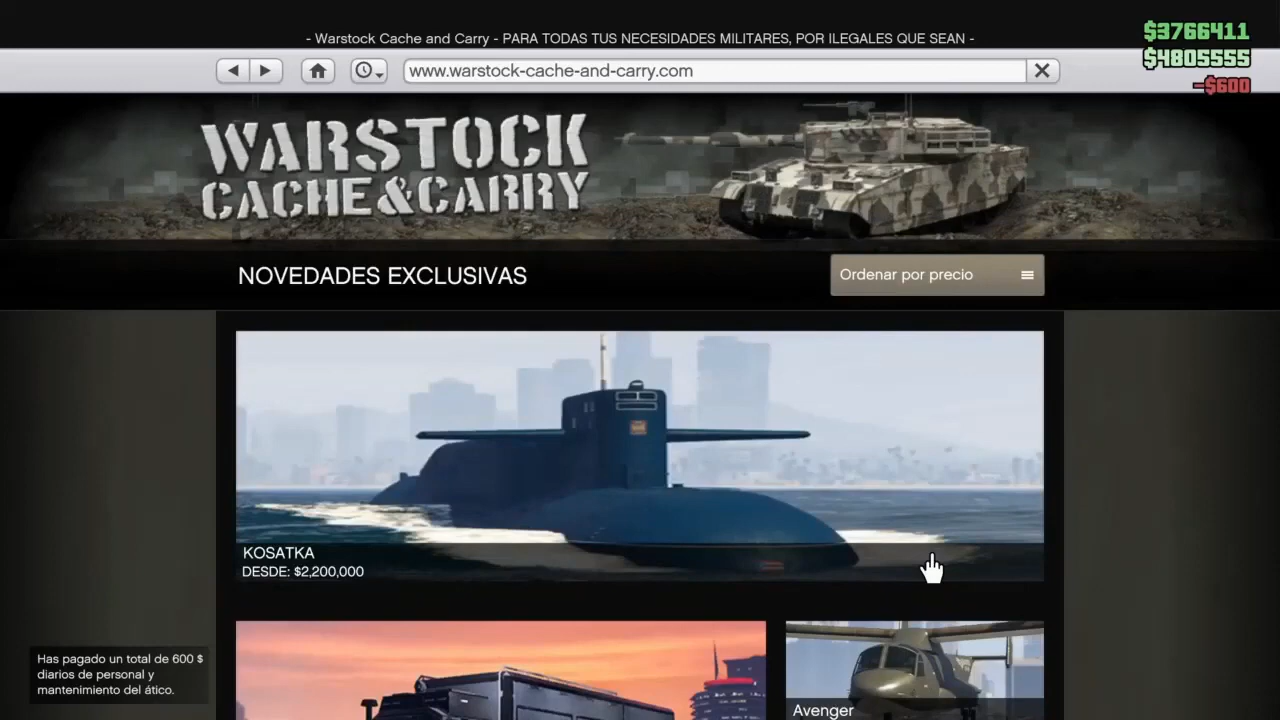 - Warstock Cache and Carry - PARA TODAS TUS NECESIDADES MILITARES, POR ILEGALES QUE SEAN -
$3766411
$4805555
-$600
www.warstock-cache-and-carry.com
WARSTOCK
CACHE&CARRY
NOVEDADES EXCLUSIVAS
Ordenar por precio
KOSATKA
DESDE: $2,200,000
Has pagado un total de 600 $
diarios de personal y
mantenimiento del ático.
Avenger